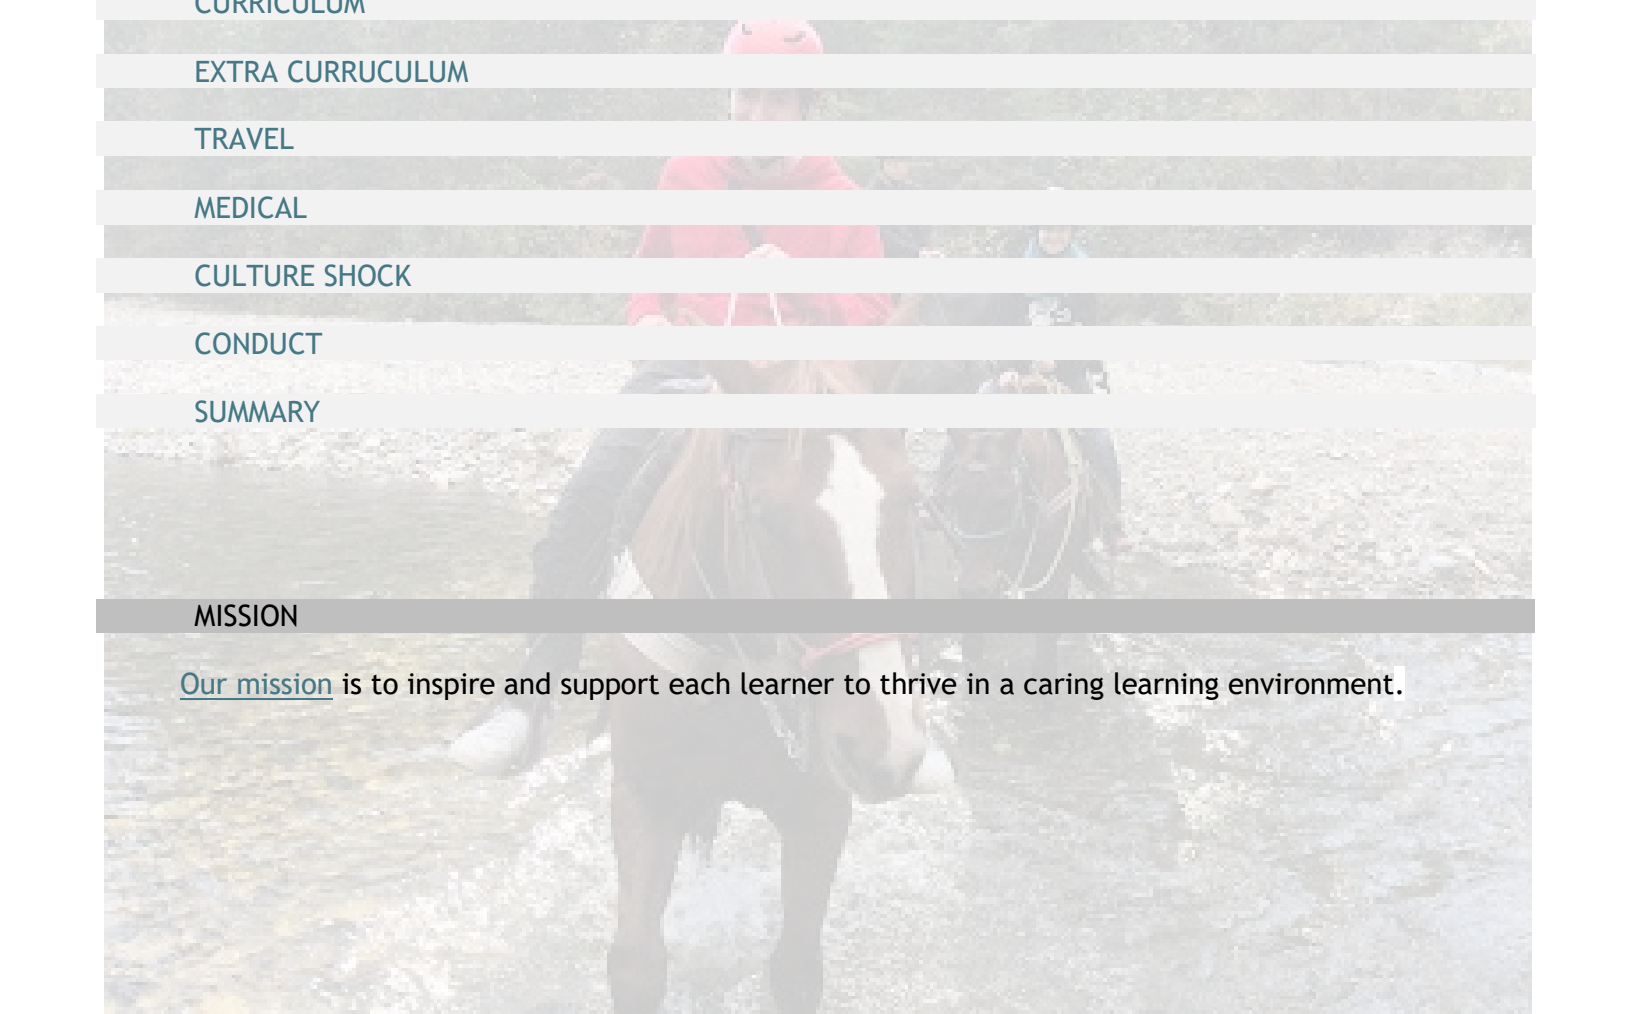 CURRICULUM
EXTRA CURRUCULUM
TRAVEL
MEDICAL
CULTURE SHOCK
CONDUCT
SUMMARY
MISSION
Our mission is to inspire and support each learner to thrive in a caring learning environment.